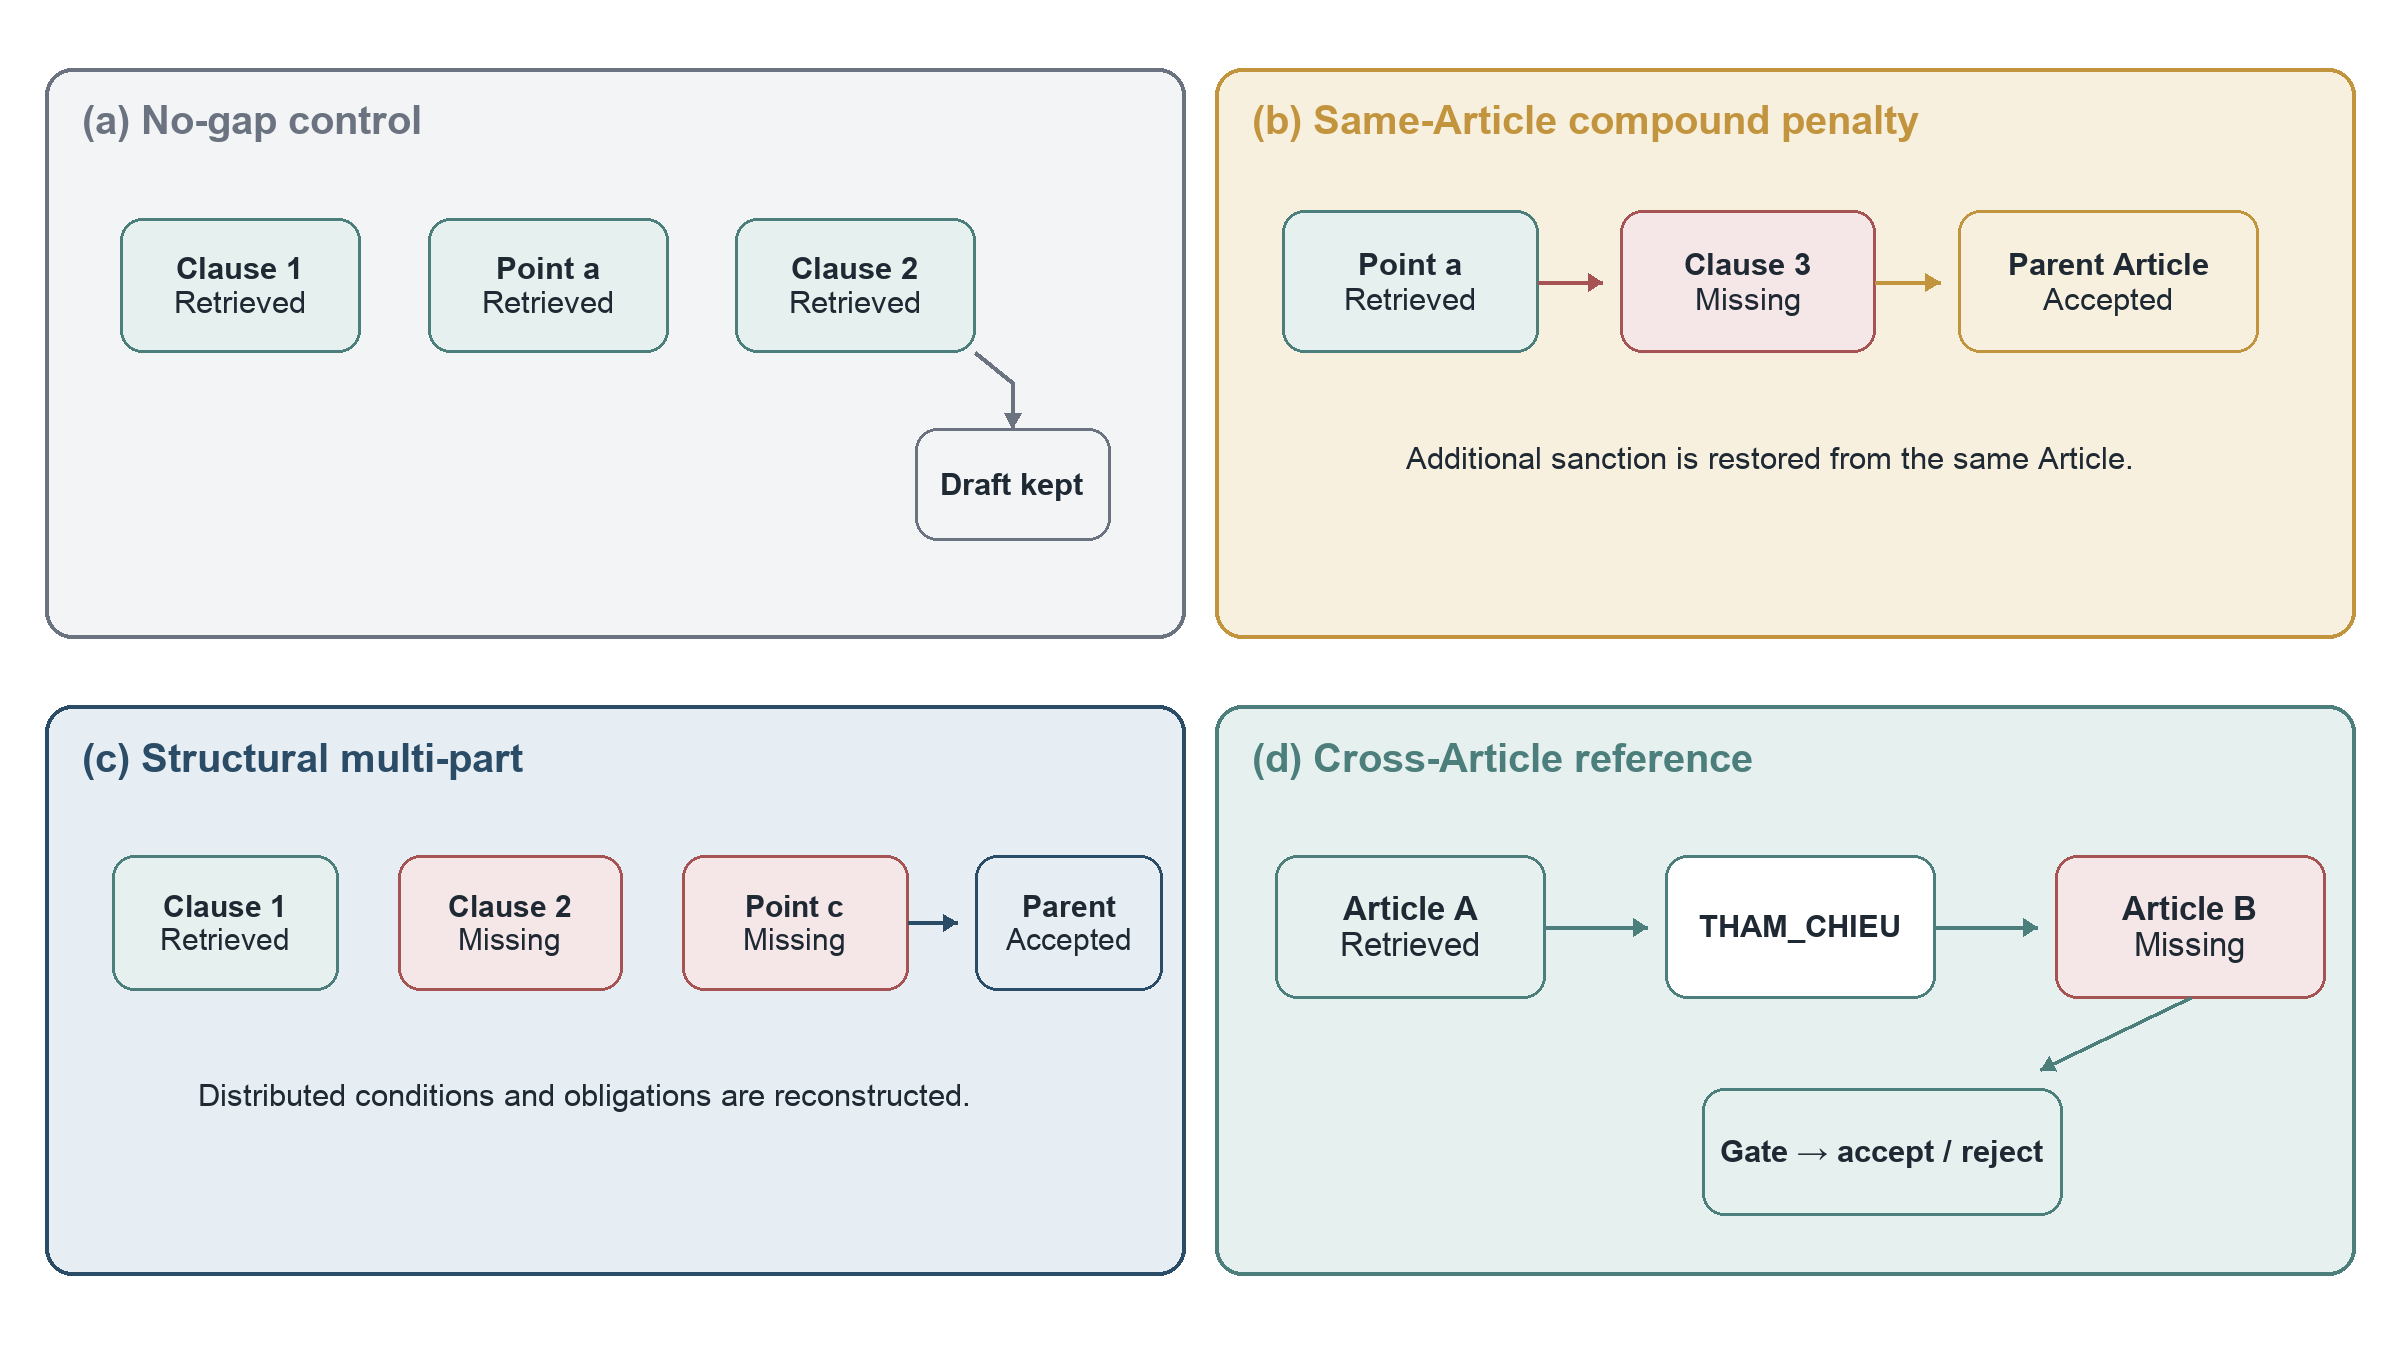 (a) No-gap control
Clause 1
Retrieved
Point a
Retrieved
Clause 2
Retrieved
Draft kept
(b) Same-Article compound penalty
Point a
Retrieved
Clause 3
Missing
Parent Article
Accepted
Additional sanction is restored from the same Article.
(c) Structural multi-part
Clause 1
Retrieved
Clause 2
Missing
Point c
Missing
Parent
Accepted
Distributed conditions and obligations are reconstructed.
(d) Cross-Article reference
Article A
Retrieved
THAM_CHIEU
Article B
Missing
Gate → accept / reject